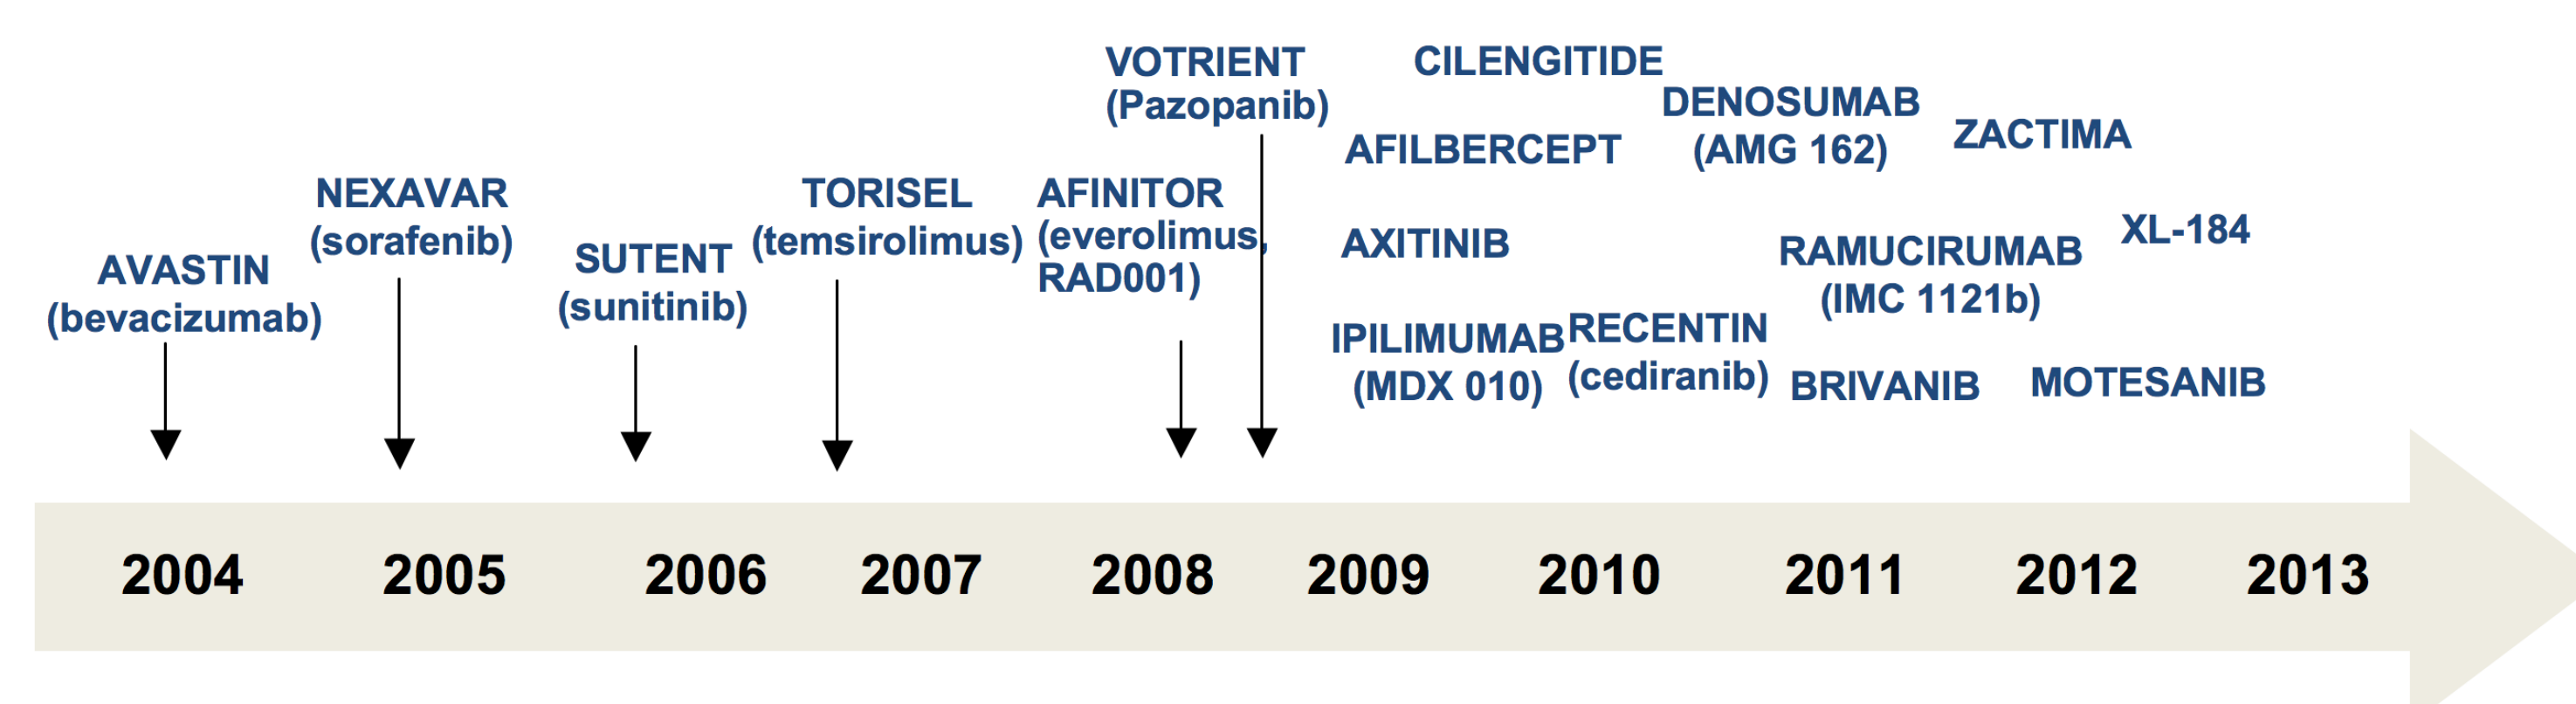 AVASTIN
(bevacizumab)
NEXAVAR
(sorafenib)
SUTENT
(sunitinib)
TORISEL
(temsirolimus)
AFINITOR
(everolimus,
RAD001)
VOTRIENT
(Pazopanib)
CILENGITIDE
AFILBERCEPT
AXITINIB
IPILIMUMAB
(MDX 010)
DENOSUMAB
(AMG 162)
RECENTIN
(cediranib)
ZACTIMA
RAMUCIRUMAB
(IMC 1121b)
XL-184
BRIVANIB
MOTESANIB
2004 2005 2006 2007 2008 2009 2010 2011 2012 2013